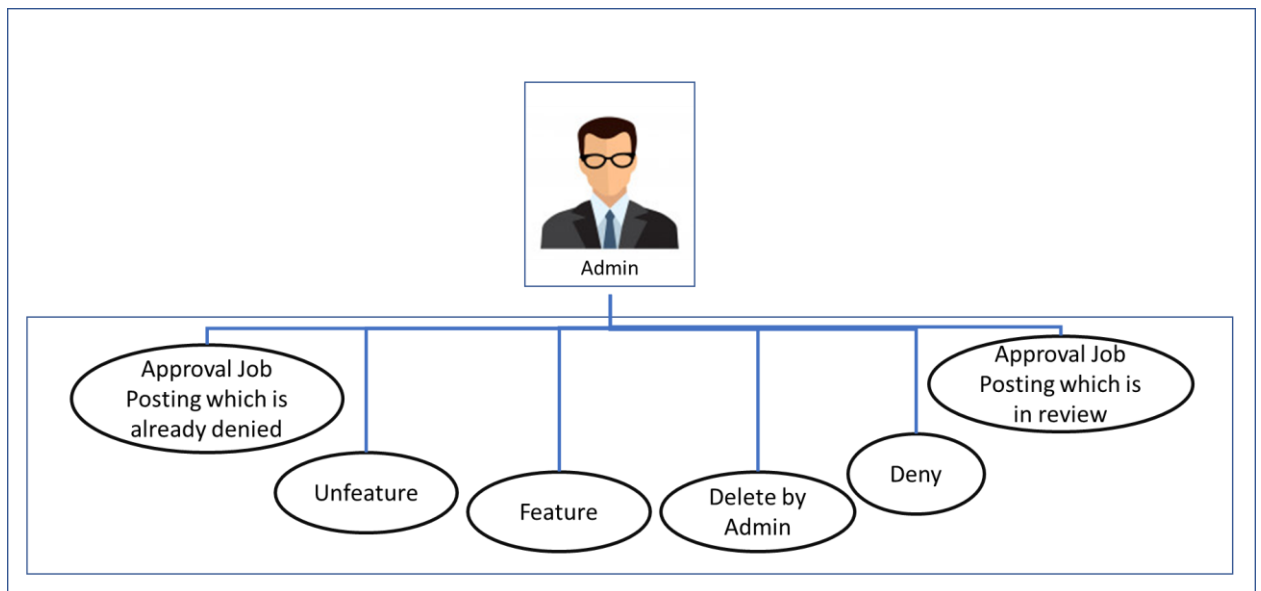 Admin
Approval Job
Posting which is
already denied
Unfeature
Feature
Delete by
Admin
Deny
Approval Job
Posting which is
in review